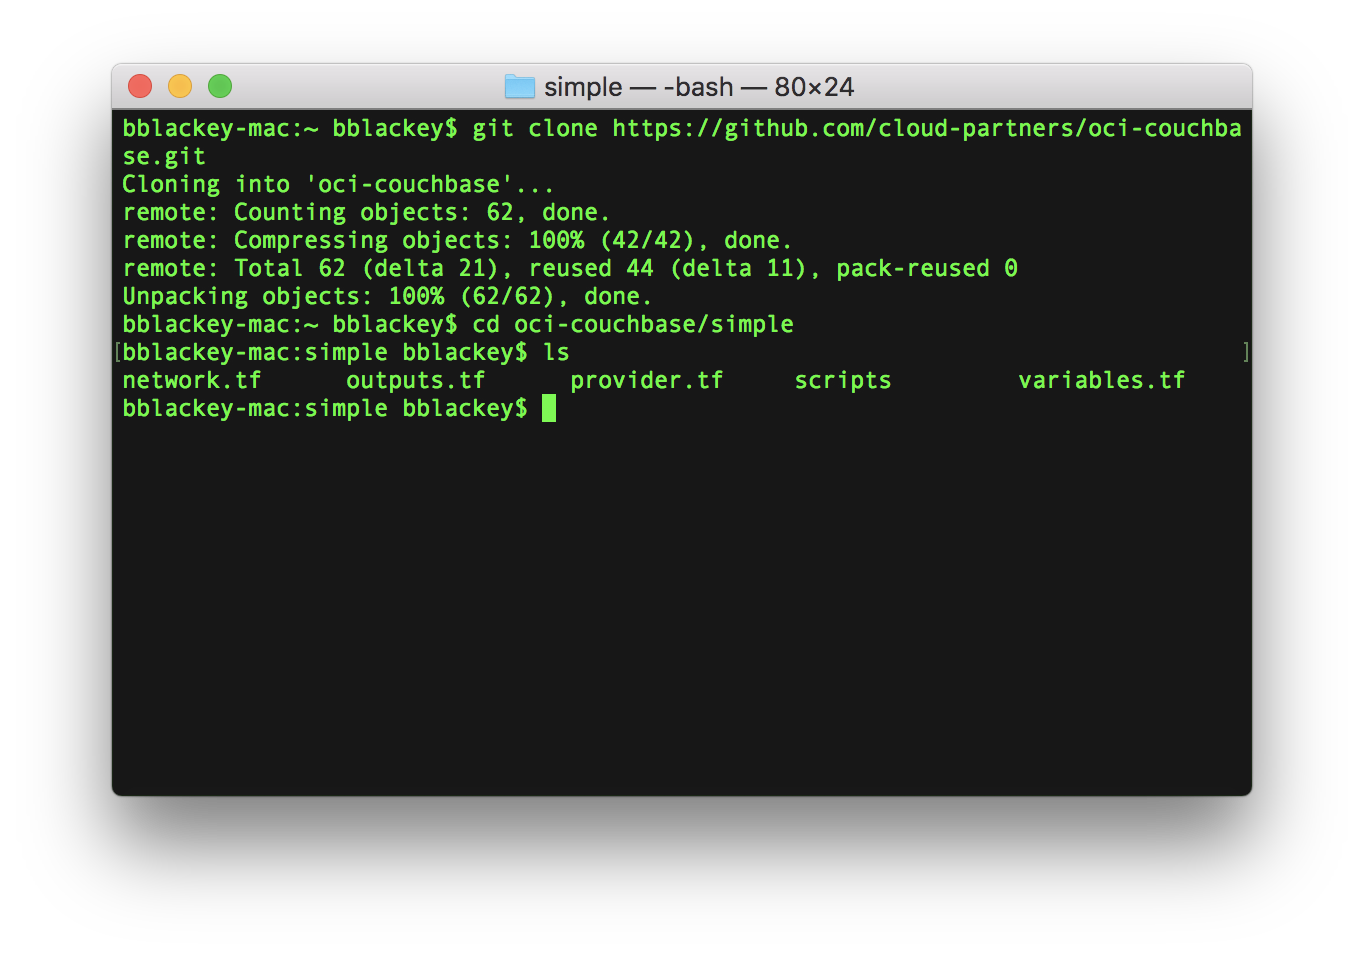 simple — -bash — 80×24
bblackey-mac:~ bblackey$ git clone https://github.com/cloud-partners/oci-couchba
se.git
Cloning into 'oci-couchbase'...
remote: Counting objects: 62, done.
remote: Compressing objects: 100% (42/42), done.
remote: Total 62 (delta 21), reused 44 (delta 11), pack-reused 0
Unpacking objects: 100% (62/62), done.
bblackey-mac:~ bblackey$ cd oci-couchbase/simple
[bblackey-mac:simple bblackey$ ls ]
network.tf outputs.tf provider.tf scripts variables.tf
bblackey-mac:simple bblackey$